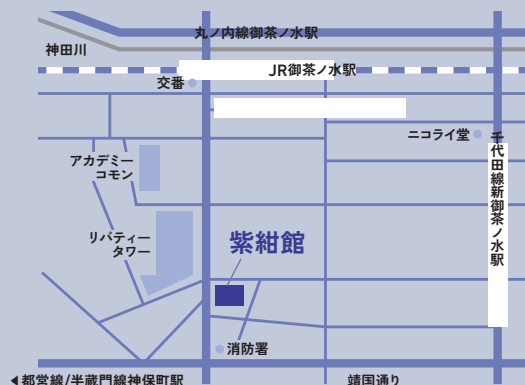 丸ノ内線御茶ノ水駅
神田川
JR御茶ノ水駅
交番
ニコライ堂
千代田線新御茶ノ水駅
アカデミー
コモン
リバティー
タワー
紫紺館
消防署
◀都営線/半蔵門線神保町駅
靖国通り